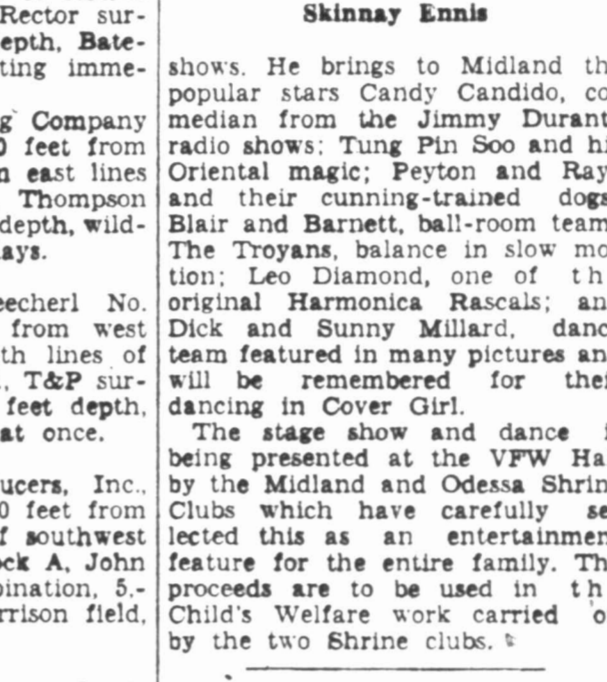 Rector sur-
epth, Bate-
ting imme-
g Company
0 feet from
n east lines
Thompson
depth, wild-
ays.
eecherl No.
from west
th lines of
., T&P sur-
feet depth,
at once.
ucers, Inc.,
0 feet from
f southwest
ock A, John
bination, 5,-
rrison field,
Skinnay Ennis
shows. He brings to Midland th
popular stars Candy Candido, co
median from the Jimmy Durant
radio shows; Tung Pin Soo and hi
Oriental magic; Peyton and Ray
and their cunning-trained dogs
Blair and Barnett, ball-room team
The Troyans, balance in slow mo
tion; Leo Diamond, one of th
original Harmonica Rascals; an
Dick and Sunny Millard, danc
team featured in many pictures an
will be remembered for thei
dancing in Cover Girl.
The stage show and dance i
being presented at the VFW Ha
by the Midland and Odessa Shrin
Clubs which have carefully se
lected this as an entertainmen
feature for the entire family. Th
proceeds are to be used in th
Child's Welfare work carried o
by the two Shrine clubs.